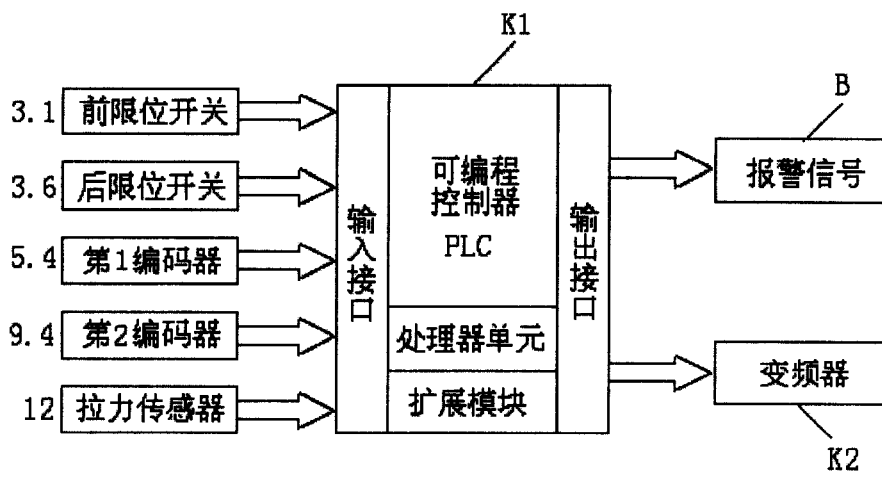 K1
3.1 前限位开关
3.6 后限位开关
5.4 第1编码器
9.4 第2编码器
12 拉力传感器
输入接口
可编程
控制器
PLC
处理器单元
扩展模块
输出接口
B
报警信号
变频器
K2